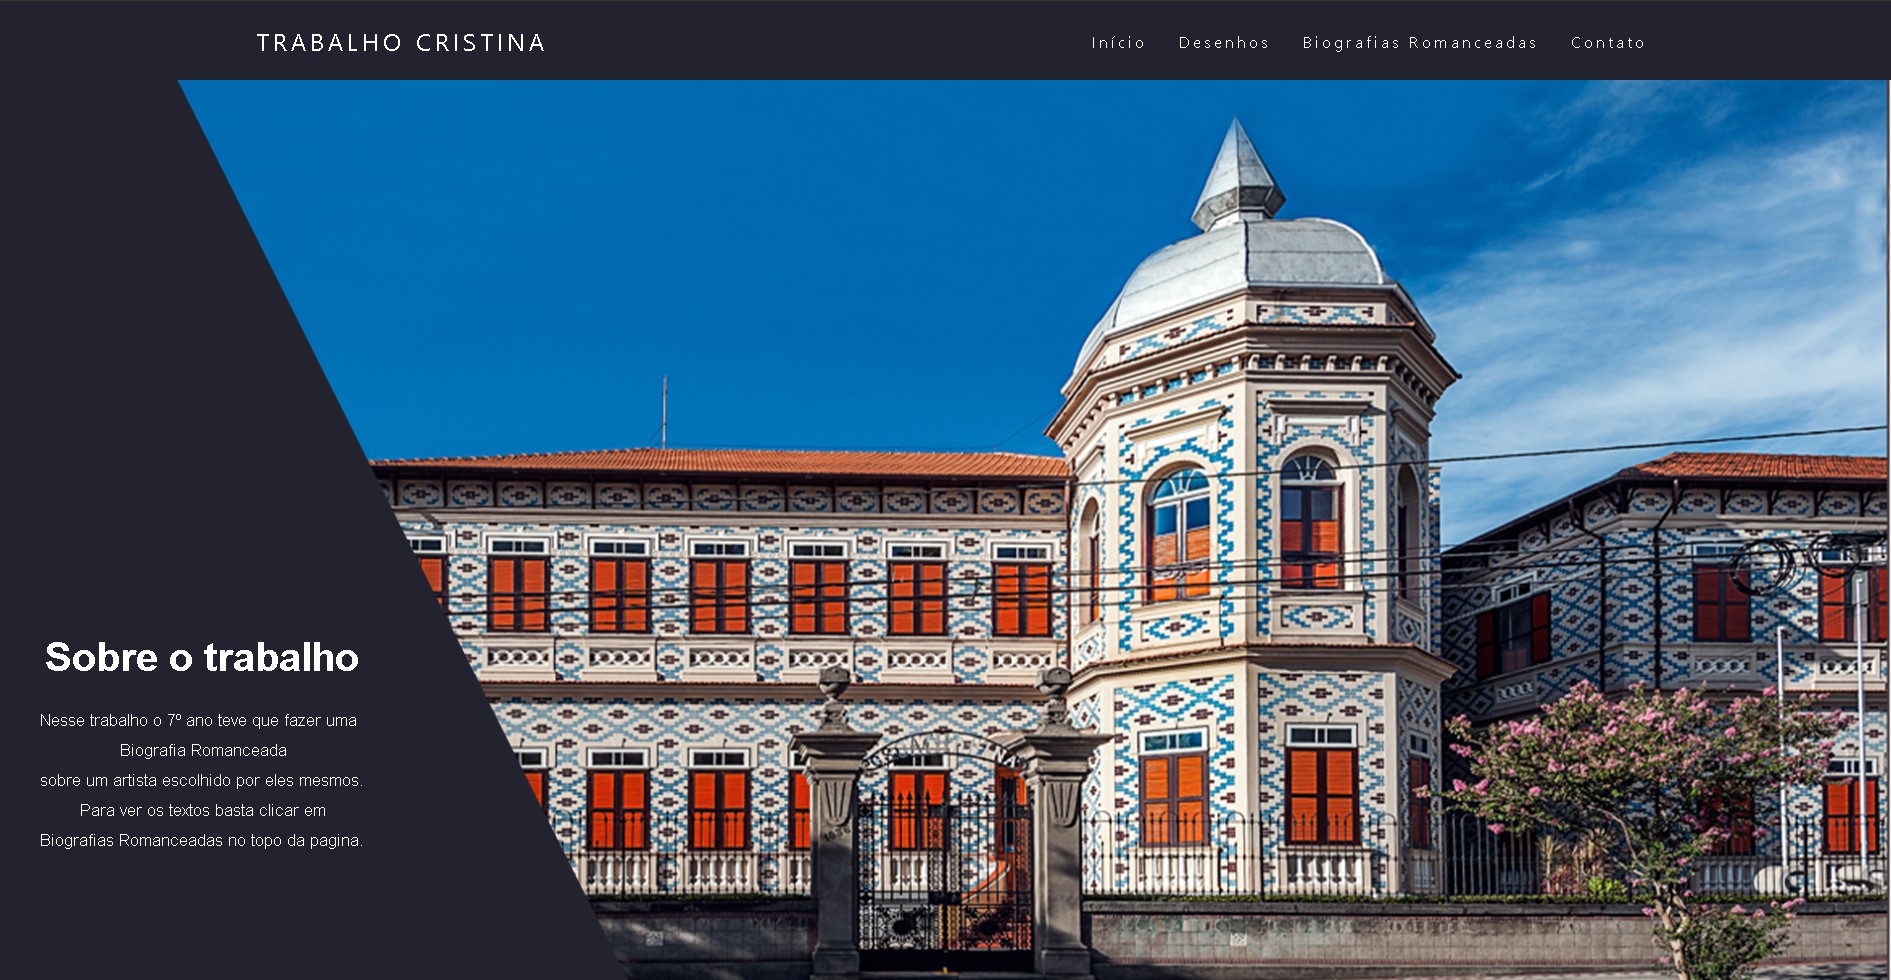 TRABALHO CRISTINA
Início Desenhos Biografias Romanceadas Contato
Sobre o trabalho
Nesse trabalho o 7º ano teve que fazer uma
Biografia Romanceada
sobre um artista escolhido por eles mesmos.
Para ver os textos basta clicar em
Biografias Romanceadas no topo da pagina.